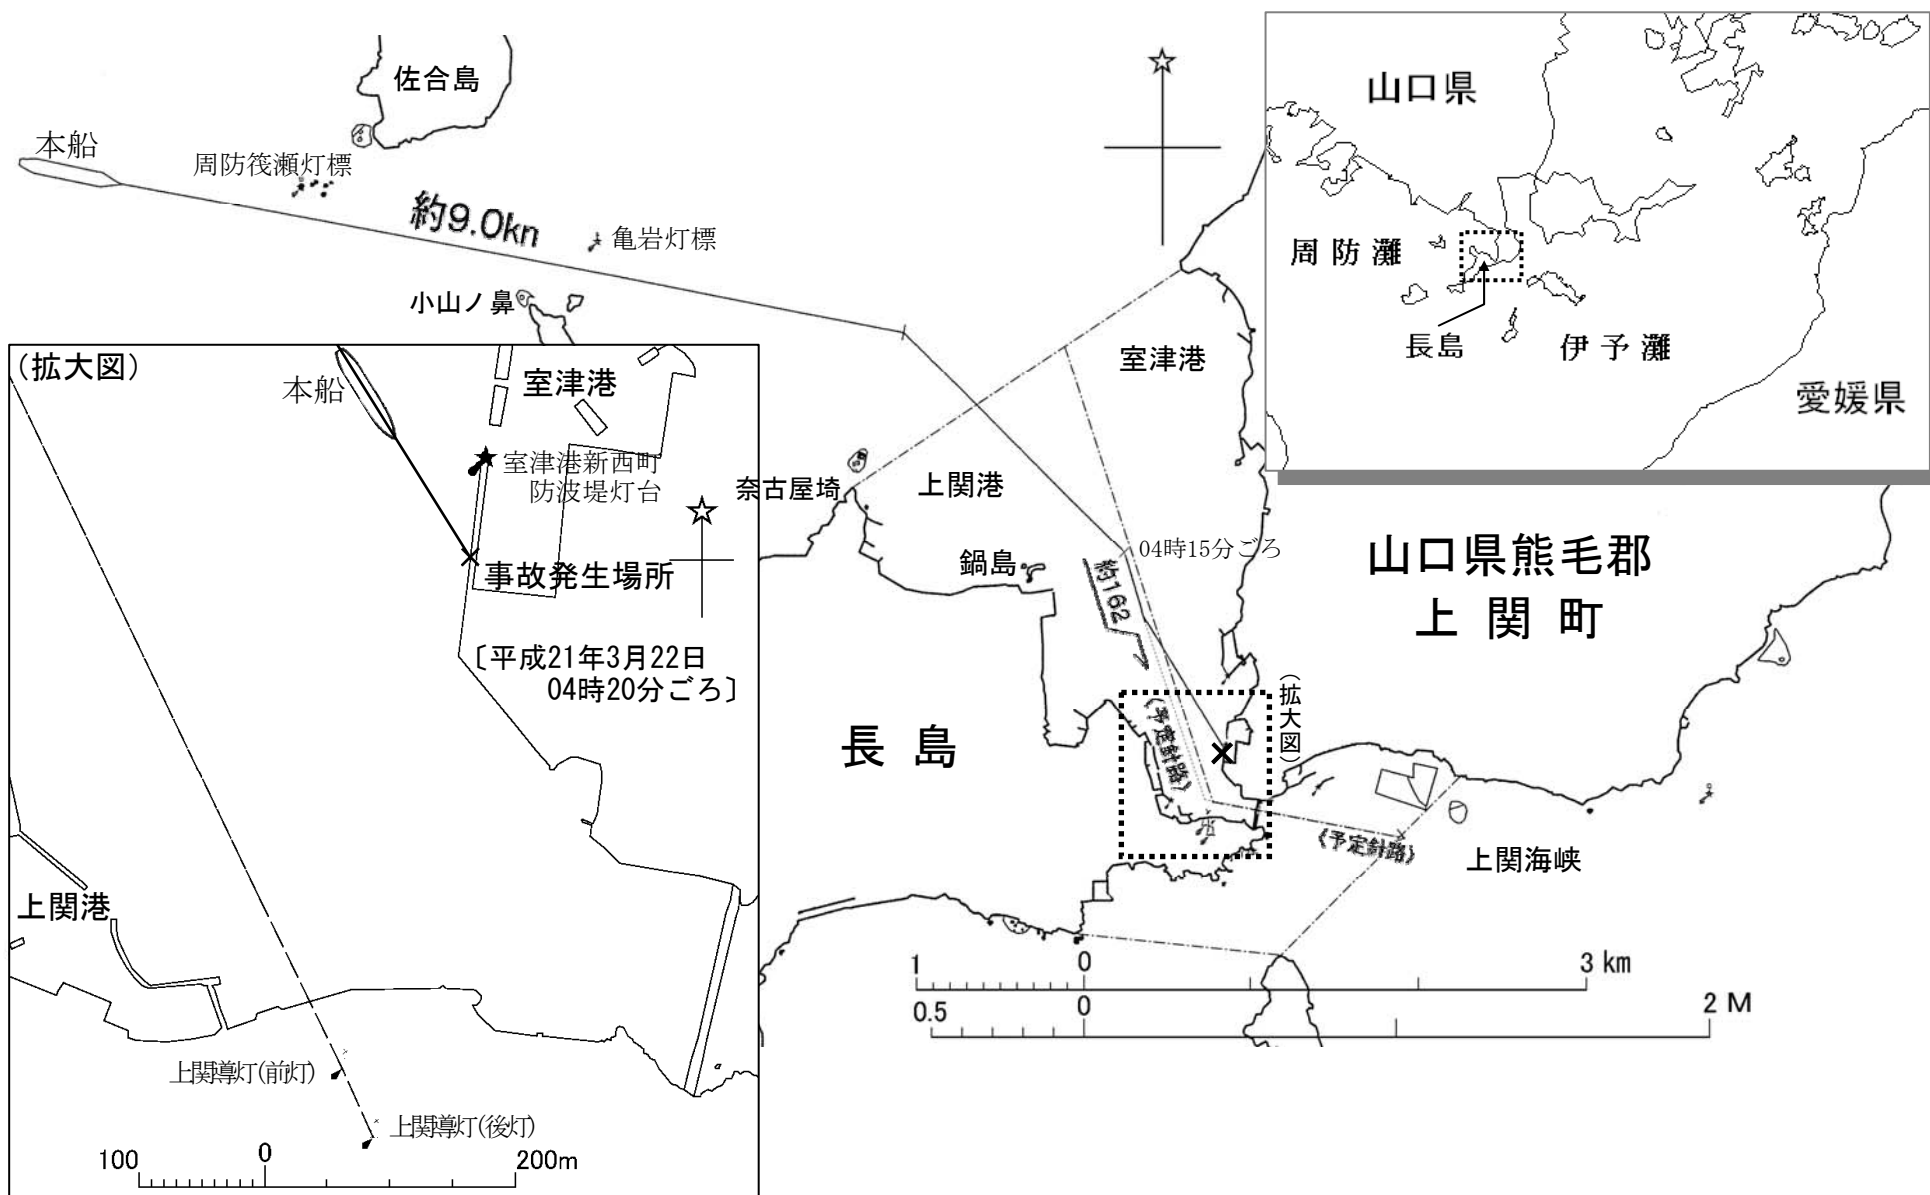 佐合島
本船
周防筏瀬灯標
約9.0kn
亀岩灯標
小山ノ鼻
山口県
周防灘
長島
伊予灘
愛媛県
室津港
(拡大図)
本船
室津港
室津港新西町
防波堤灯台
事故発生場所
〔平成21年3月22日
04時20分ごろ〕
上関港
上関導灯(前灯)
上関導灯(後灯)
100
0
200m
奈古屋埼
上関港
鍋島
04時15分ごろ
約162
山口県熊毛郡
上関町
長島
《予定針路》
(拡大図)
《予定針路》
上関海峡
1
0
3 km
0.5
0
2 M